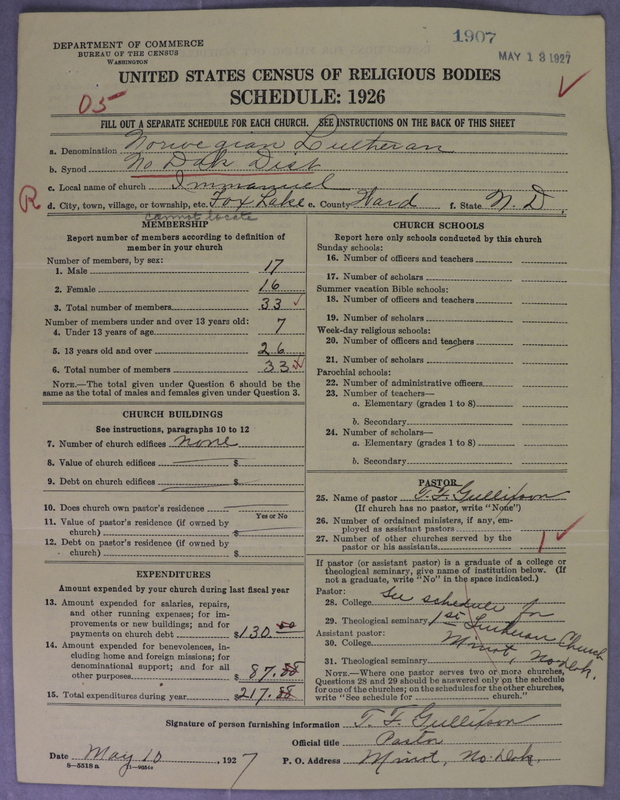 DEPARTMENT OF COMMERCE
BUREAU OF THE CENSUS
WASHINGTON
1907
MAY 18 1927
UNITED STATES CENSUS OF RELIGIOUS BODIES
SCHEDULE: 1926
05
FILL OUT A SEPARATE SCHEDULE FOR EACH CHURCH. SEE INSTRUCTIONS ON THE BACK OF THIS SHEET
a. Denomination Norwegian Lutheran
b. Synod No Dak Dist
c. Local name of church Immanuel
R
d. City, town, village, or township, etc. Fox Lake e. County Ward f. State N. D.
cannot locate
MEMBERSHIP
Report number of members according to definition of member in your church
Number of members, by sex:
1. Male 17
2. Female 16
3. Total number of members 33
Number of members under and over 13 years old:
4. Under 13 years of age 7
5. 13 years old and over 26
6. Total number of members 33
NOTE.—The total given under Question 6 should be the same as the total of males and females given under Question 3.
CHURCH BUILDINGS
See instructions, paragraphs 10 to 12
7. Number of church edifices none
8. Value of church edifices $
9. Debt on church edifices $
10. Does church own pastor's residence?
Yes or No
11. Value of pastor's residence (if owned by church) $
12. Debt on pastor's residence (if owned by church) $
EXPENDITURES
Amount expended by your church during last fiscal year
13. Amount expended for salaries, repairs, and other running expenses; for improvements or new buildings; and for payments on church debt $130.00
14. Amount expended for benevolences, including home and foreign missions; for denominational support; and for all other purposes 87.88
15. Total expenditures during year $217.88
CHURCH SCHOOLS
Report here only schools conducted by this church
Sunday schools:
16. Number of officers and teachers
17. Number of scholars
Summer vacation Bible schools:
18. Number of officers and teachers
19. Number of scholars
Week-day religious schools:
20. Number of officers and teachers
21. Number of scholars
Parochial schools:
22. Number of administrative officers
23. Number of teachers—
a. Elementary (grades 1 to 8)
b. Secondary
24. Number of scholars—
a. Elementary (grades 1 to 8)
b. Secondary
PASTOR
25. Name of pastor T. F. Gullixson
(If church has no pastor, write "None")
26. Number of ordained ministers, if any, employed as assistant pastors
27. Number of other churches served by the pastor or his assistants 1
If pastor (or assistant pastor) is a graduate of a college or theological seminary, give name of institution below. (If not a graduate, write "No" in the space indicated.)
Pastor:
28. College See schedule for
29. Theological seminary 1st Lutheran Church
Assistant pastor:
30. College Minot, No Dak.
31. Theological seminary
NOTE.—Where one pastor serves two or more churches, Questions 28 and 29 should be answered only on the schedule for one of the churches; on the schedules for the other churches, write "See schedule for church."
Signature of person furnishing information T. F. Gullixson
Official title Pastor
Date May 10, 1927 P. O. Address Minot, No. Dak.
8—5518a 11—9354